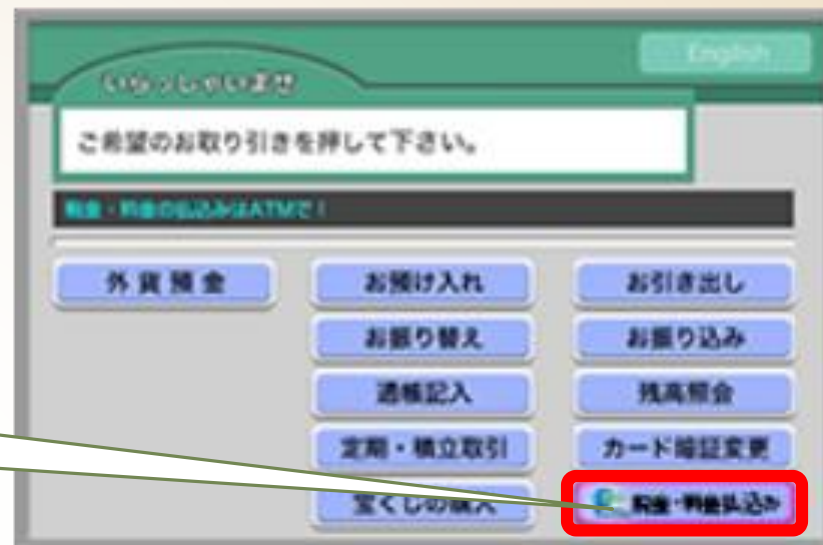 English
いらっしゃいませ
ご希望のお取り引きを押して下さい。
税金・料金の払込みはATMで！
外貨預金
お預け入れ
お引き出し
お振り替え
お振り込み
通帳記入
残高照会
定期・積立取引
カード暗証変更
宝くじの購入
税金・料金払込み